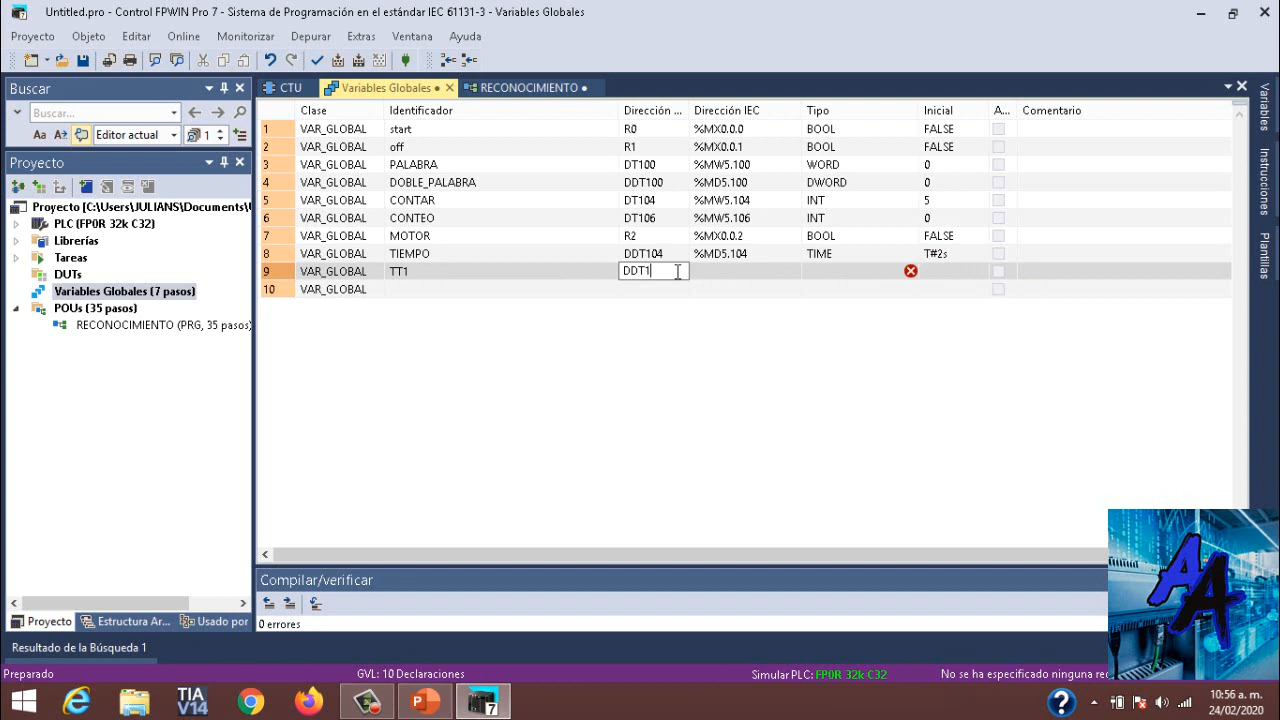 Untitled.pro - Control FPWIN Pro 7 - Sistema de Programación en el estándar IEC 61131-3 - Variables Globales
Proyecto Objeto Editar Online Monitorizar Depurar Extras Ventana Ayuda
Buscar
Buscar...
Aa Aa Editor actual 1
Proyecto
Proyecto [C:\Users\JULIANS\Documents\
PLC (FP0R 32k C32)
Librerías
Tareas
DUTs
Variables Globales (7 pasos)
POUs (35 pasos)
RECONOCIMIENTO (PRG, 35 pasos)
Proyecto Estructura Ar... Usado por
CTU Variables Globales RECONOCIMIENTO
Clase Identificador Dirección ... Dirección IEC Tipo Inicial A... Comentario
1 VAR_GLOBAL start R0 %MX0.0.0 BOOL FALSE
2 VAR_GLOBAL off R1 %MX0.0.1 BOOL FALSE
3 VAR_GLOBAL PALABRA DT100 %MW5.100 WORD 0
4 VAR_GLOBAL DOBLE_PALABRA DDT100 %MD5.100 DWORD 0
5 VAR_GLOBAL CONTAR DT104 %MW5.104 INT 5
6 VAR_GLOBAL CONTEO DT106 %MW5.106 INT 0
7 VAR_GLOBAL MOTOR R2 %MX0.0.2 BOOL FALSE
8 VAR_GLOBAL TIEMPO DDT104 %MD5.104 TIME T#2s
9 VAR_GLOBAL TT1 DDT1
10 VAR_GLOBAL
Variables
Instrucciones
Plantillas
Compilar/verificar
0 errores
AA
Resultado de la Búsqueda 1
Preparado GVL: 10 Declaraciones Simular PLC: FP0R 32k C32 No se ha especificado ninguna
TIA V14
7
10:56 a. m.
24/02/2020